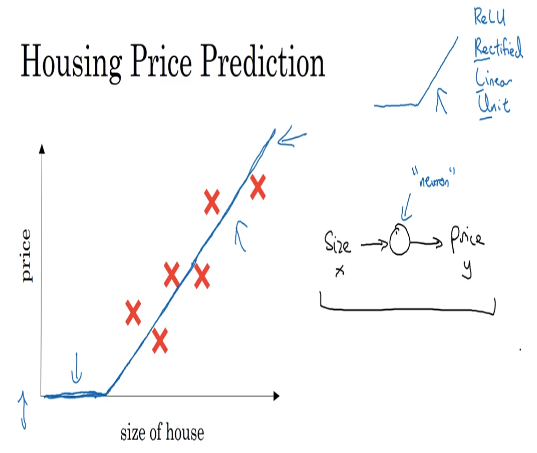 Housing Price Prediction
ReLU
Rectified
Linear
Unit
"neuron"
Size
x
Price
y
price
size of house